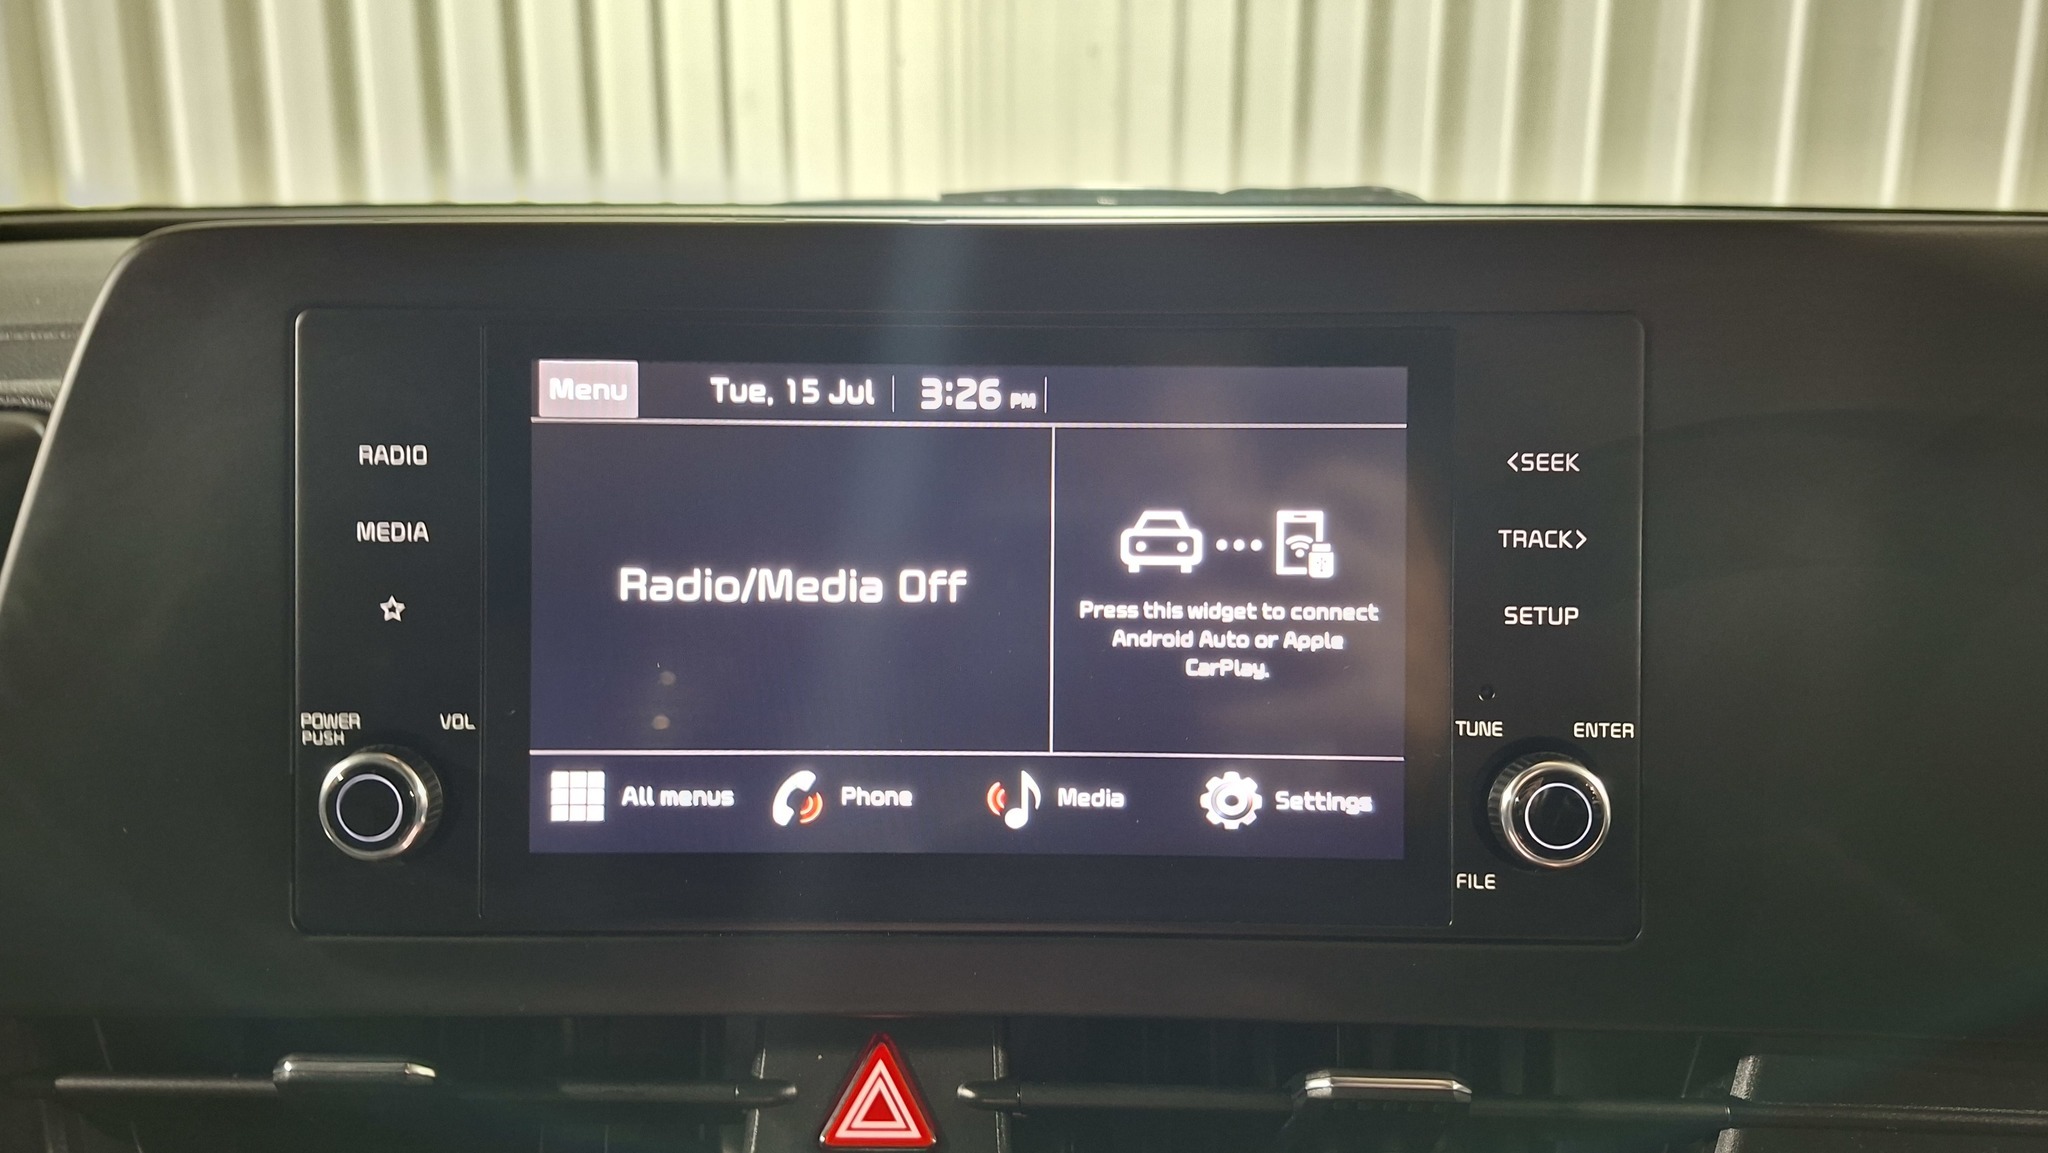 Menu
Tue, 15 Jul
3:26 PM
RADIO
MEDIA
POWER
PUSH
VOL
Radio/Media Off
Press this widget to connect
Android Auto or Apple
CarPlay.
All menus
Phone
Media
Settings
<SEEK
TRACK>
SETUP
TUNE
ENTER
FILE